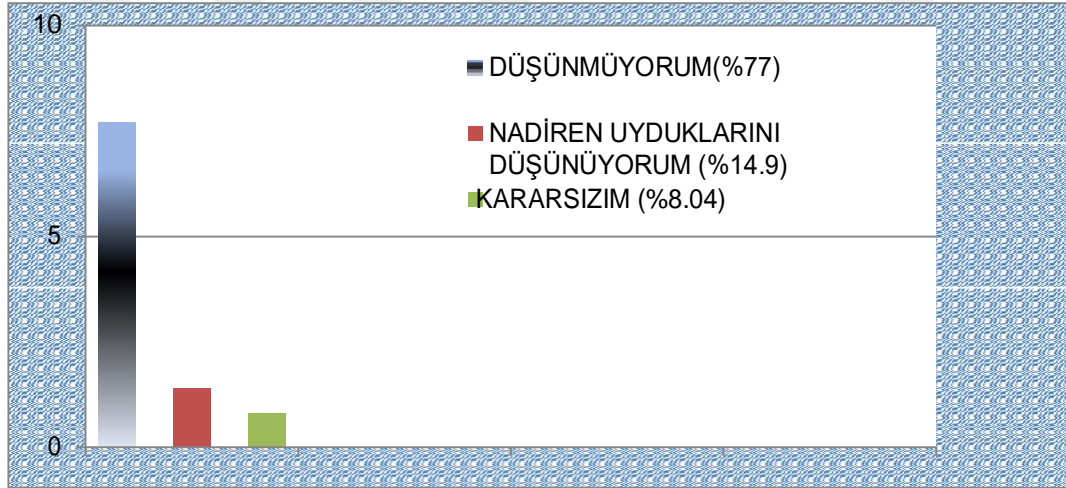 10
DÜŞÜNMÜYORUM(%77)
NADİREN UYDUKLARINI
DÜŞÜNÜYORUM (%14.9)
KARARSIZIM (%8.04)
5
0